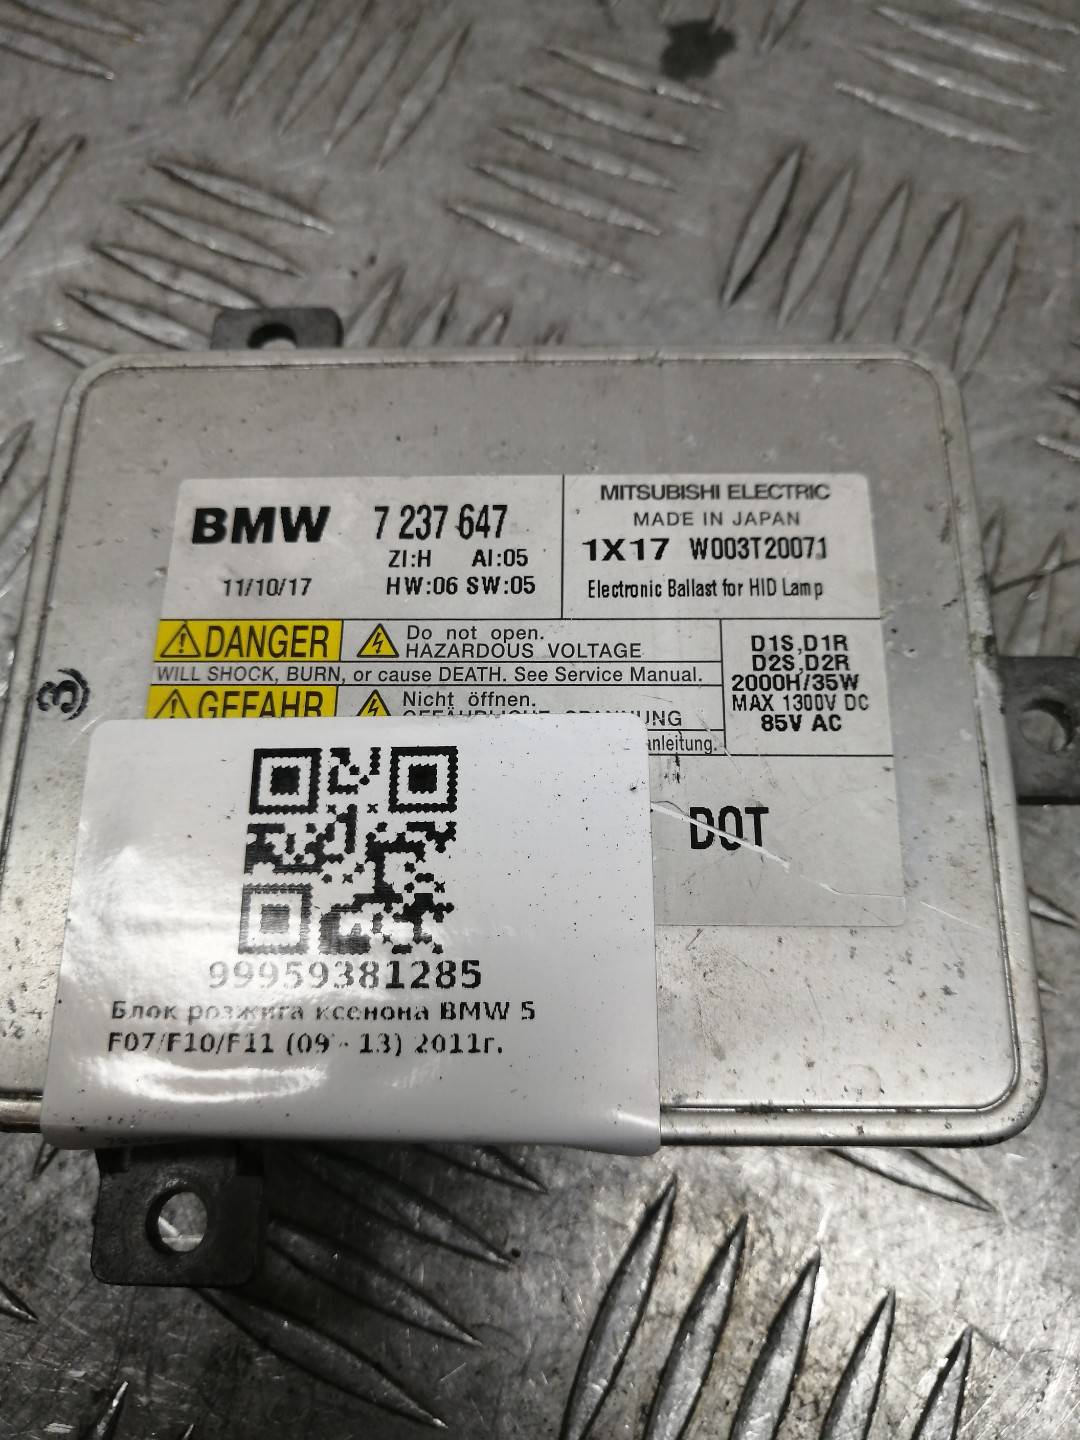 BMW 7 237 647
ZI:H AI:05
11/10/17 HW:06 SW:05
MITSUBISHI ELECTRIC
MADE IN JAPAN
1X17 W003T20071
Electronic Ballast for HID Lamp
DANGER
Do not open.
HAZARDOUS VOLTAGE
WILL SHOCK, BURN, or cause DEATH. See Service Manual.
GEFAHR
Nicht öffnen.
GEFÄHRLICHE SPANNUNG
anleitung.
D1S,D1R
D2S,D2R
2000H/35W
MAX 1300V DC
85V AC
DOT
3)
99959381285
Блок розжига ксенона BMW 5
F07/F10/F11 (09 - 13) 2011г.